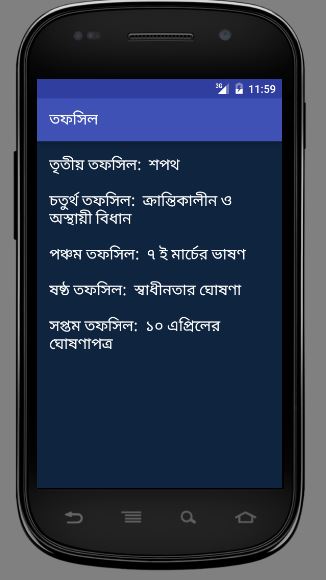 3G 11:59
তফসিল
তৃতীয় তফসিল: শপথ
চতুর্থ তফসিল: ক্রান্তিকালীন ও
অস্থায়ী বিধান
পঞ্চম তফসিল: ৭ ই মার্চের ভাষণ
ষষ্ঠ তফসিল: স্বাধীনতার ঘোষণা
সপ্তম তফসিল: ১০ এপ্রিলের
ঘোষণাপত্র